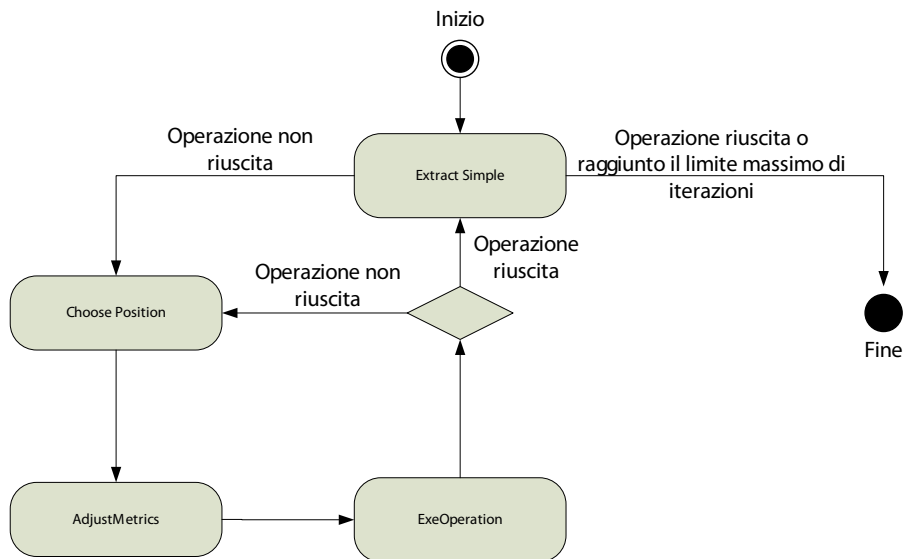 Inizio
Operazione non
riuscita
Extract Simple
Operazione riuscita o
raggiunto il limite massimo di
iterazioni
Operazione
riuscita
Operazione non
riuscita
Choose Position
Fine
AdjustMetrics
ExeOperation